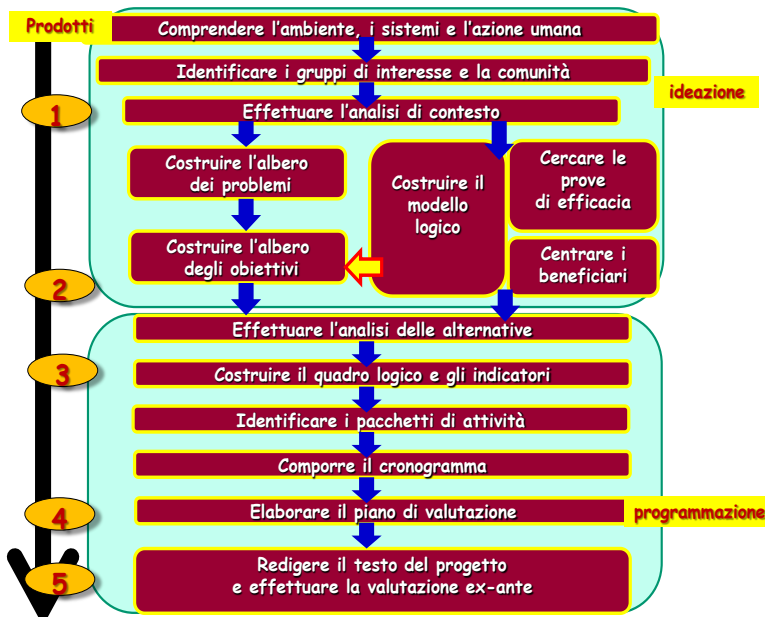 Prodotti
Comprendere l'ambiente, i sistemi e l'azione umana
Identificare i gruppi di interesse e la comunità
ideazione
1
Effettuare l'analisi di contesto
Costruire l'albero
dei problemi
Costruire il
modello
logico
Cercare le
prove
di efficacia
Costruire l'albero
degli obiettivi
Centrare i
beneficiari
2
Effettuare l'analisi delle alternative
3
Costruire il quadro logico e gli indicatori
Identificare i pacchetti di attività
Comporre il cronogramma
4
Elaborare il piano di valutazione
programmazione
5
Redigere il testo del progetto
e effettuare la valutazione ex-ante